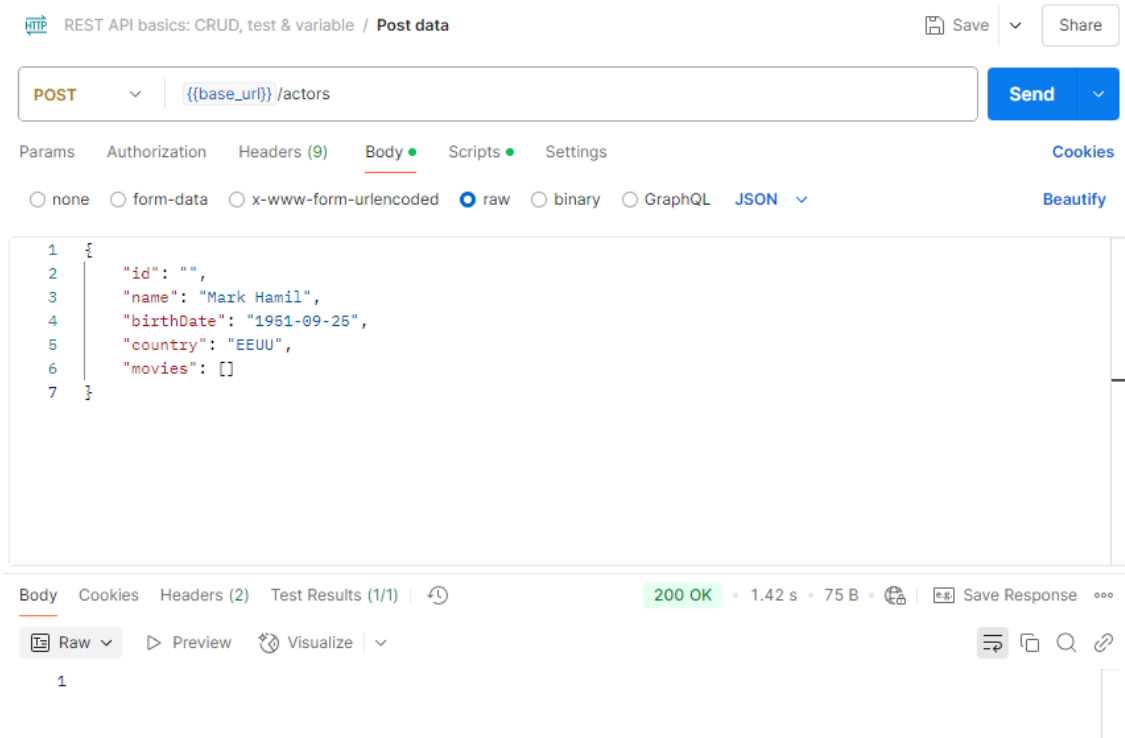 HTTP REST API basics: CRUD, test & variable / Post data Save Share
POST {{base_url}} /actors Send
Params Authorization Headers (9) Body Scripts Settings Cookies
none form-data x-www-form-urlencoded raw binary GraphQL JSON Beautify
1 {
2 "id": "",
3 "name": "Mark Hamil",
4 "birthDate": "1951-09-25",
5 "country": "EEUU",
6 "movies": []
7 }
Body Cookies Headers (2) Test Results (1/1) 200 OK • 1.42 s • 75 B • e.g. Save Response
Raw Preview Visualize
1